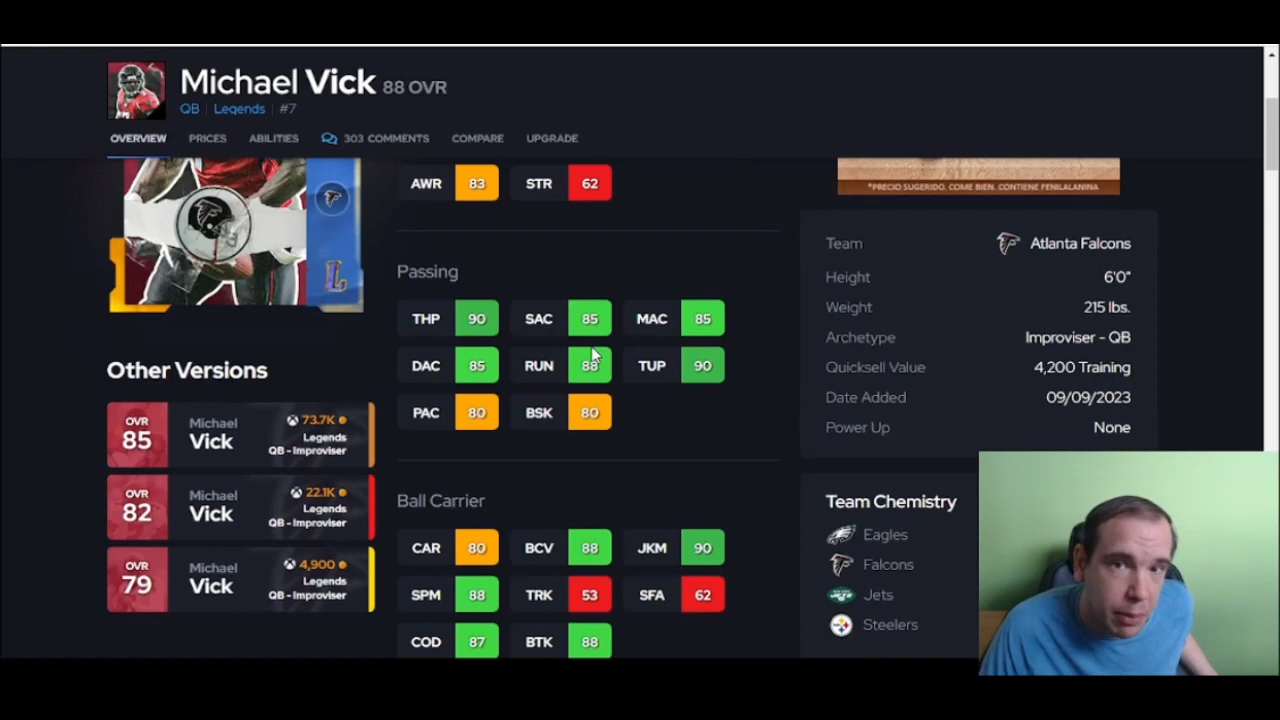 Michael Vick 88 OVR
QB | Legends | #7
OVERVIEW PRICES ABILITIES 303 COMMENTS COMPARE UPGRADE
AWR 83 STR 62
*PRECIO SUGERIDO. COME BIEN. CONTIENE FENILALANINA
Passing
THP 90 SAC 85 MAC 85
DAC 85 RUN 88 TUP 90
PAC 80 BSK 80
Ball Carrier
CAR 80 BCV 88 JKM 90
SPM 88 TRK 53 SFA 62
COD 87 BTK 88
Other Versions
OVR 85 Michael Vick 73.7K Legends QB - Improviser
OVR 82 Michael Vick 22.1K Legends QB - Improviser
OVR 79 Michael Vick 4,900 Legends QB - Improviser
Team Atlanta Falcons
Height 6'0"
Weight 215 lbs.
Archetype Improviser - QB
Quicksell Value 4,200 Training
Date Added 09/09/2023
Power Up None
Team Chemistry
Eagles
Falcons
JETS Jets
Steelers